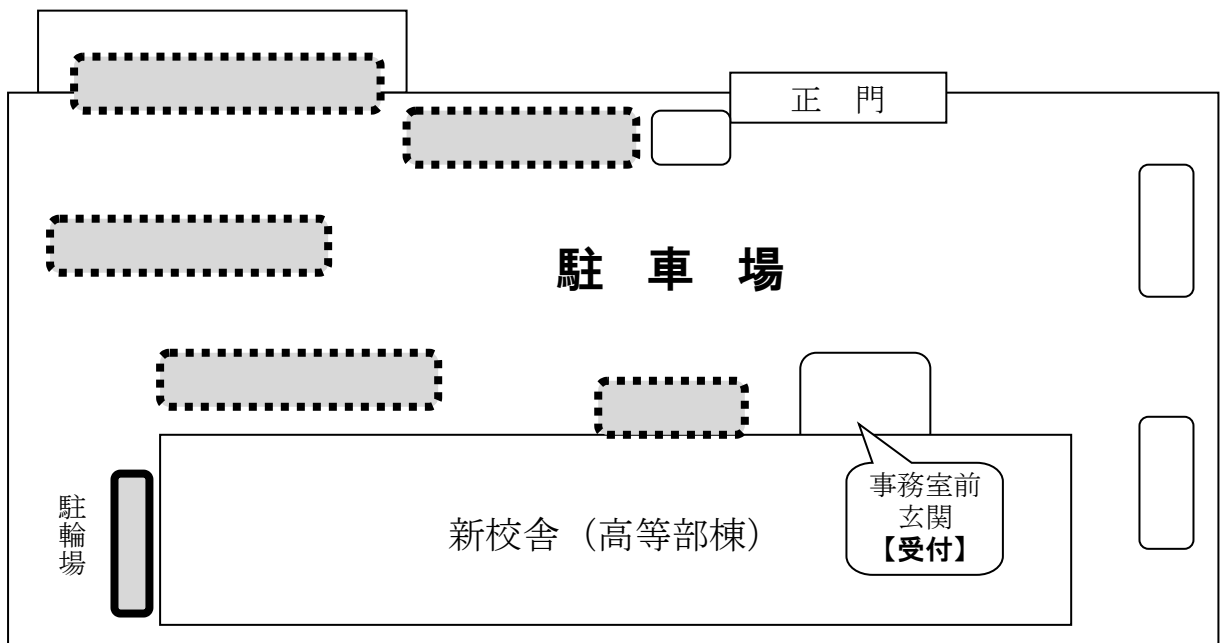 正　門
駐　車　場
事務室前
玄関
【受付】
新校舎（高等部棟）
駐輪場